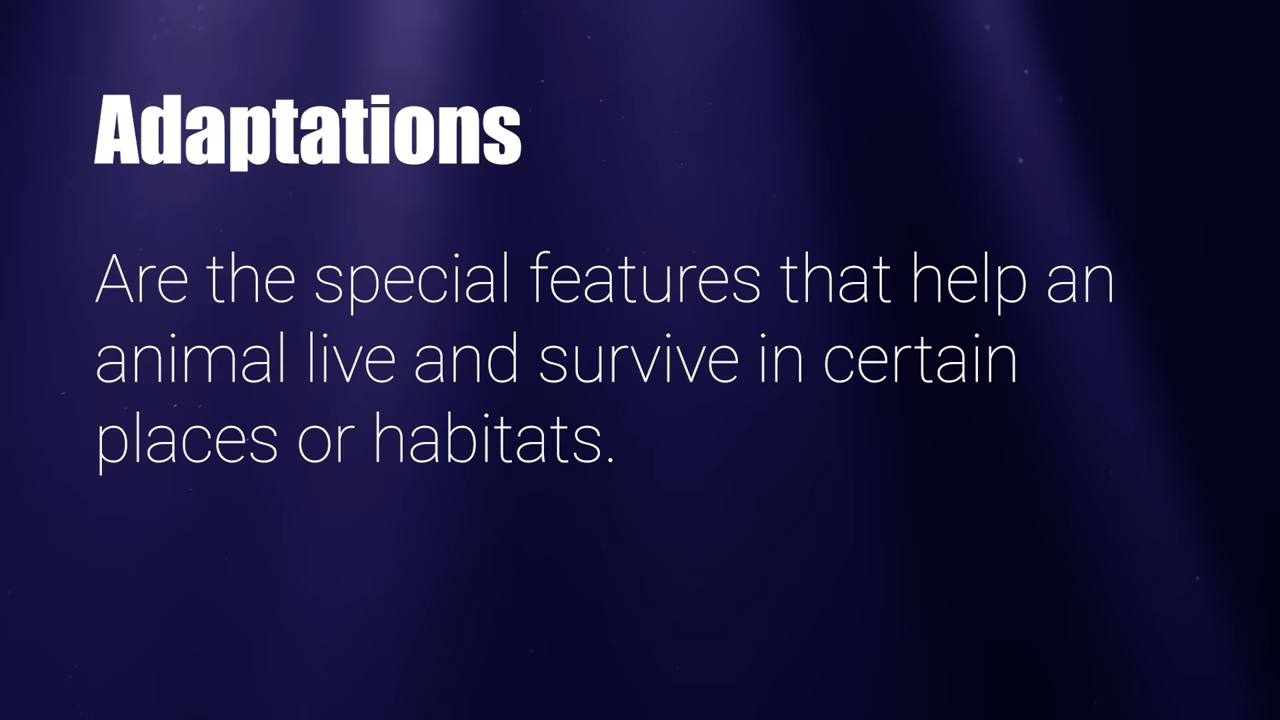 Adaptations
Are the special features that help an
animal live and survive in certain
places or habitats.